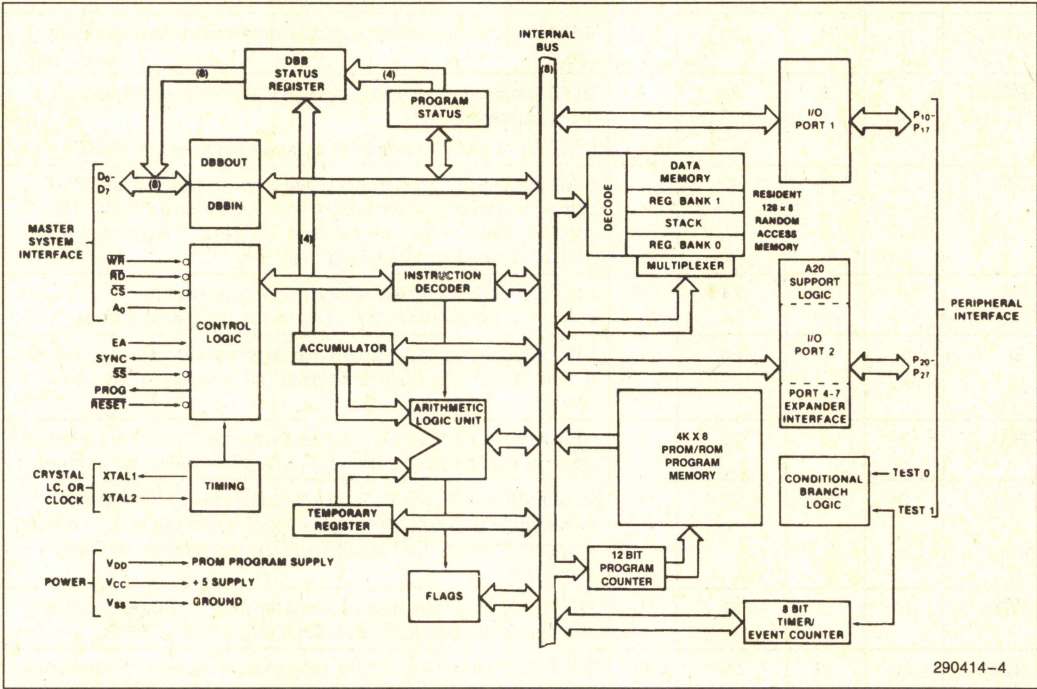 INTERNAL
BUS
(8)
DBB
STATUS
REGISTER
(8)
(4)
PROGRAM
STATUS
D0-
D7
(8)
DBBOUT
DBBIN
MASTER
SYSTEM
INTERFACE
WR
RD
CS
A0
EA
SYNC
SS
PROG
RESET
CONTROL
LOGIC
(4)
INSTRUCTION
DECODER
ACCUMULATOR
ARITHMETIC
LOGIC UNIT
TEMPORARY
REGISTER
FLAGS
CRYSTAL
LC, OR
CLOCK
XTAL1
XTAL2
TIMING
POWER
VDD
PROM PROGRAM SUPPLY
VCC
+5 SUPPLY
VSS
GROUND
DECODE
DATA
MEMORY
REG. BANK 1
STACK
REG. BANK 0
MULTIPLEXER
RESIDENT
128 x 8
RANDOM
ACCESS
MEMORY
I/O
PORT 1
P10-
P17
A20
SUPPORT
LOGIC
I/O
PORT 2
PORT 4-7
EXPANDER
INTERFACE
P20-
P27
PERIPHERAL
INTERFACE
4K X 8
PROM/ROM
PROGRAM
MEMORY
CONDITIONAL
BRANCH
LOGIC
TEST 0
TEST 1
12 BIT
PROGRAM
COUNTER
8 BIT
TIMER/
EVENT COUNTER
290414-4